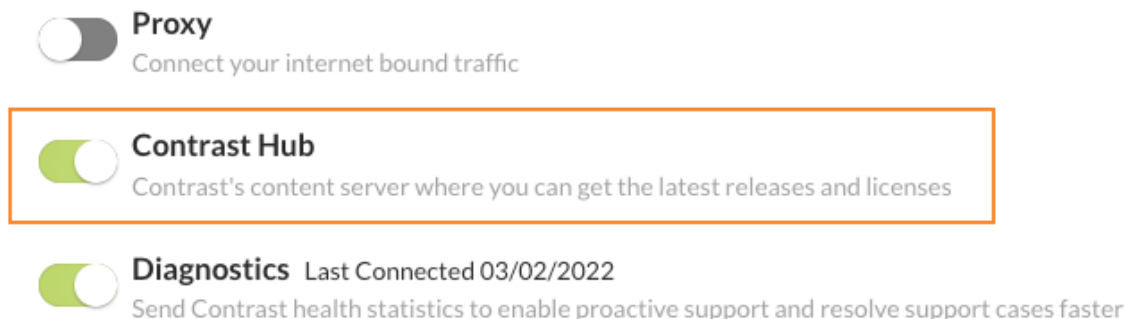 Proxy
Connect your internet bound traffic
Contrast Hub
Contrast's content server where you can get the latest releases and licenses
Diagnostics Last Connected 03/02/2022
Send Contrast health statistics to enable proactive support and resolve support cases faster